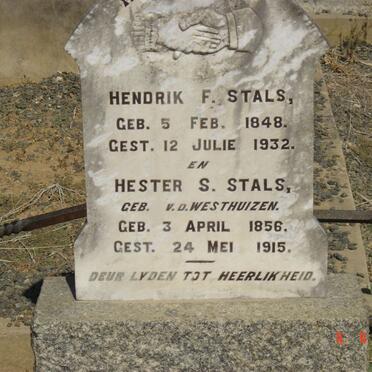 HENDRIK F. STALS,
GEB. 5 FEB. 1848.
GEST. 12 JULIE 1932.
EN
HESTER S. STALS,
GEB. V.D. WESTHUIZEN.
GEB. 3 APRIL 1856.
GEST. 24 MEI 1915.
DEUR LYDEN TOT HEERLIKHEID.